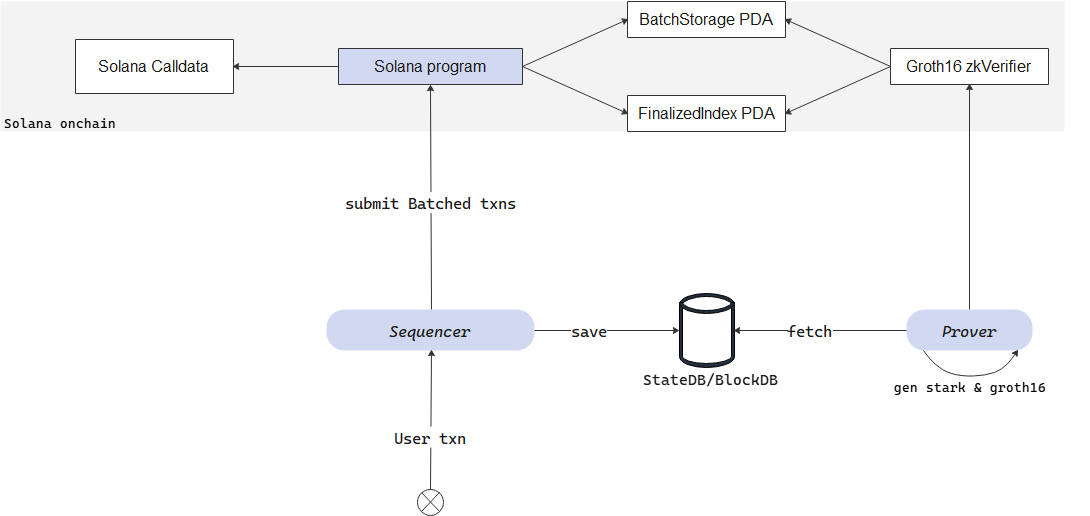 BatchStorage PDA
Solana Calldata
Solana program
Groth16 zkVerifier
FinalizedIndex PDA
Solana onchain
submit Batched txns
Sequencer
save
fetch
Prover
StateDB/BlockDB
gen stark & groth16
User txn